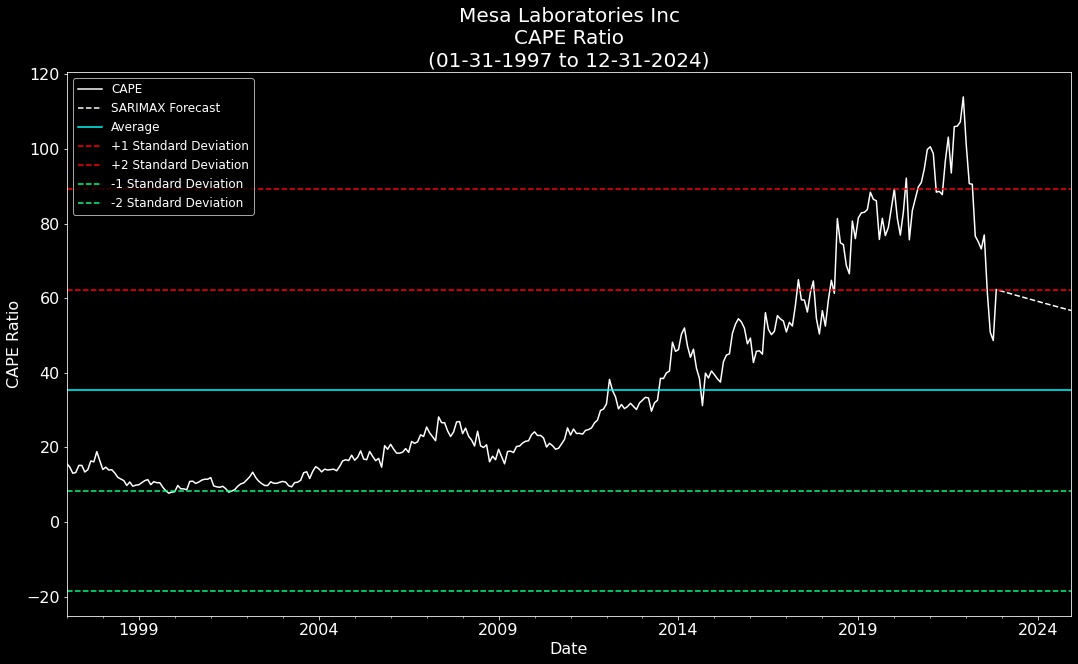 Mesa Laboratories Inc
CAPE Ratio
(01-31-1997 to 12-31-2024)
CAPE
SARIMAX Forecast
Average
+1 Standard Deviation
+2 Standard Deviation
-1 Standard Deviation
-2 Standard Deviation
CAPE Ratio
120
100
80
60
40
20
0
−20
1999
2004
2009
2014
2019
2024
Date